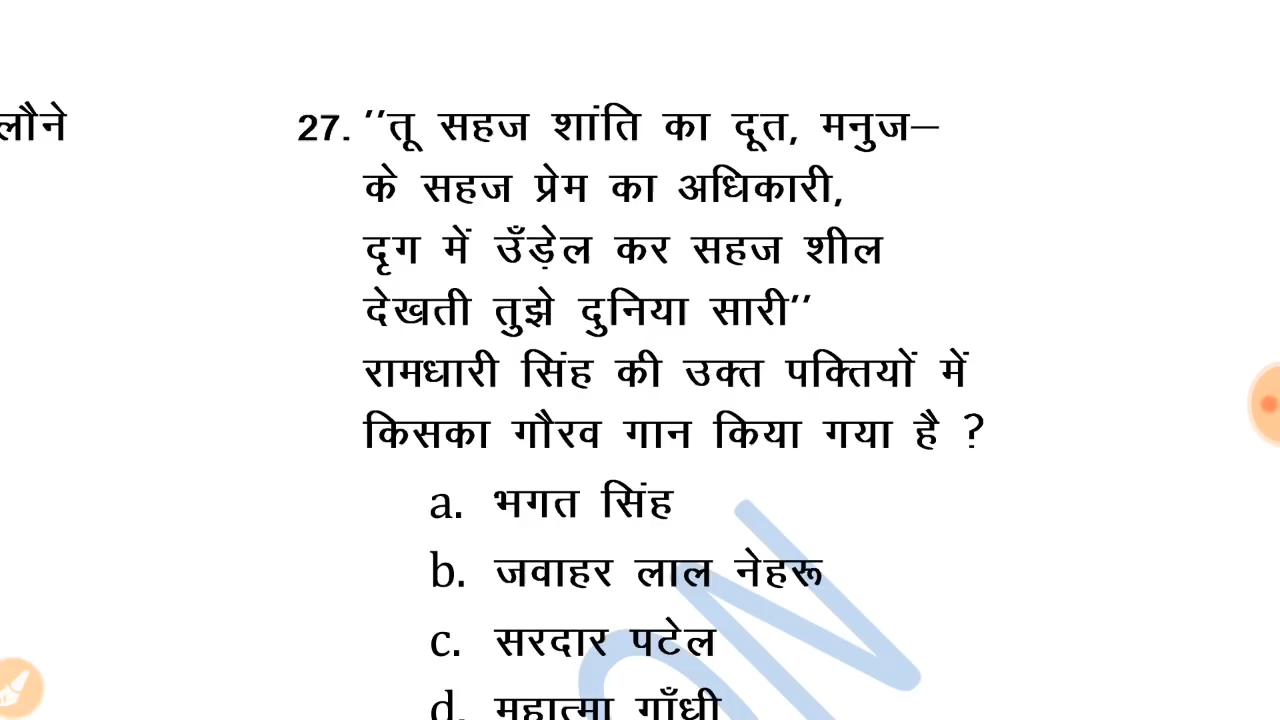 लौने
27. ''तू सहज शांति का दूत, मनुज–
के सहज प्रेम का अधिकारी,
दृग में उँड़ेल कर सहज शील
देखती तुझे दुनिया सारी''
रामधारी सिंह की उक्त पक्तियों में
किसका गौरव गान किया गया है ?
a. भगत सिंह
b. जवाहर लाल नेहरू
c. सरदार पटेल
d. महात्मा गाँधी